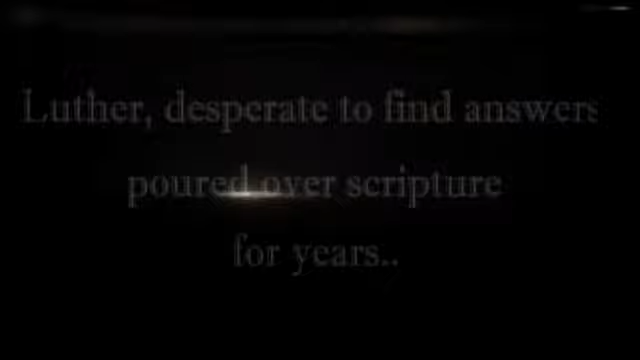 Luther, desperate to find answers
poured over scripture
for years..